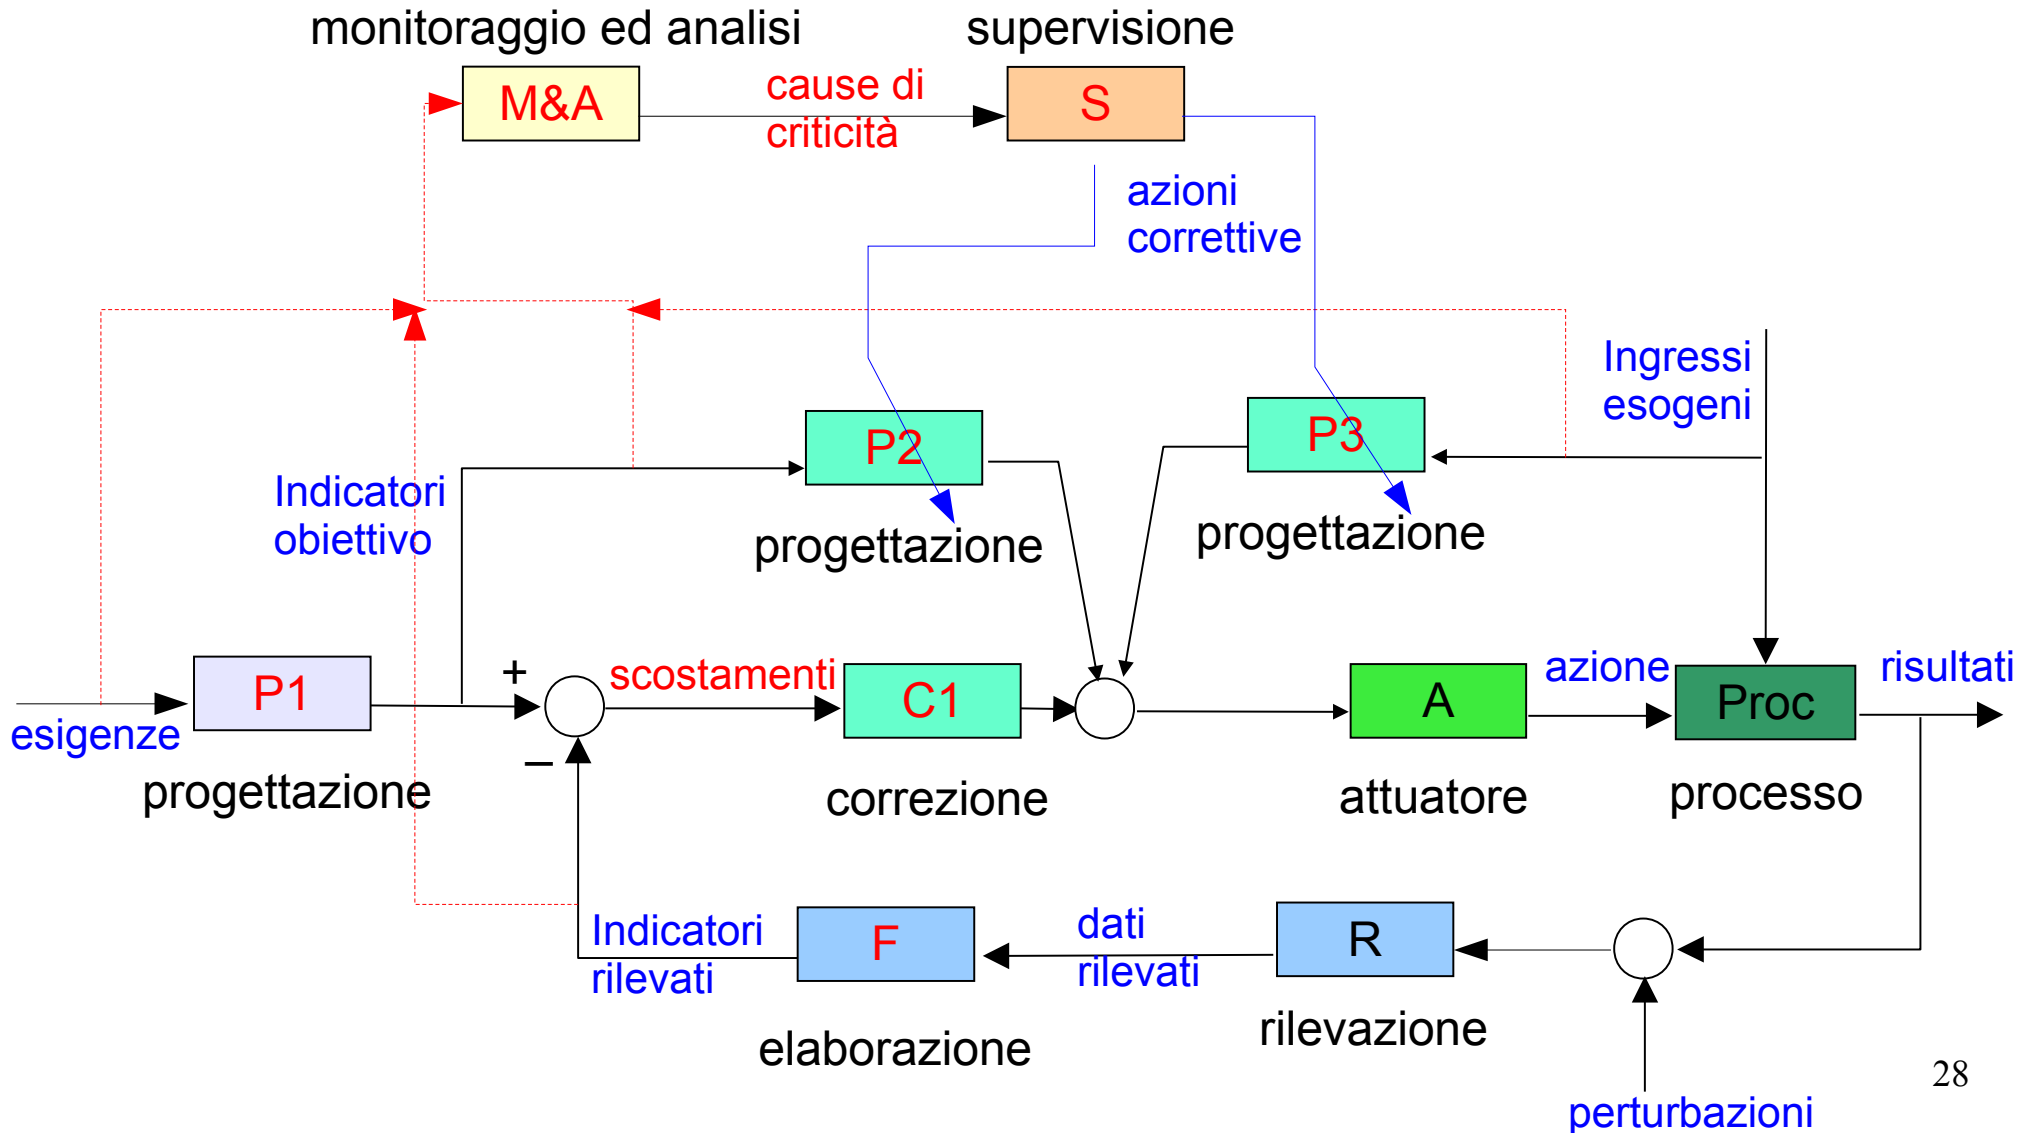 monitoraggio ed analisi
supervisione
M&A
cause di
criticità
S
azioni
correttive
Ingressi
esogeni
P2
P3
Indicatori
obiettivo
progettazione
progettazione
+
scostamenti
azione
risultati
P1
C1
A
Proc
esigenze
–
progettazione
correzione
attuatore
processo
Indicatori
rilevati
F
dati
rilevati
R
elaborazione
rilevazione
28
perturbazioni